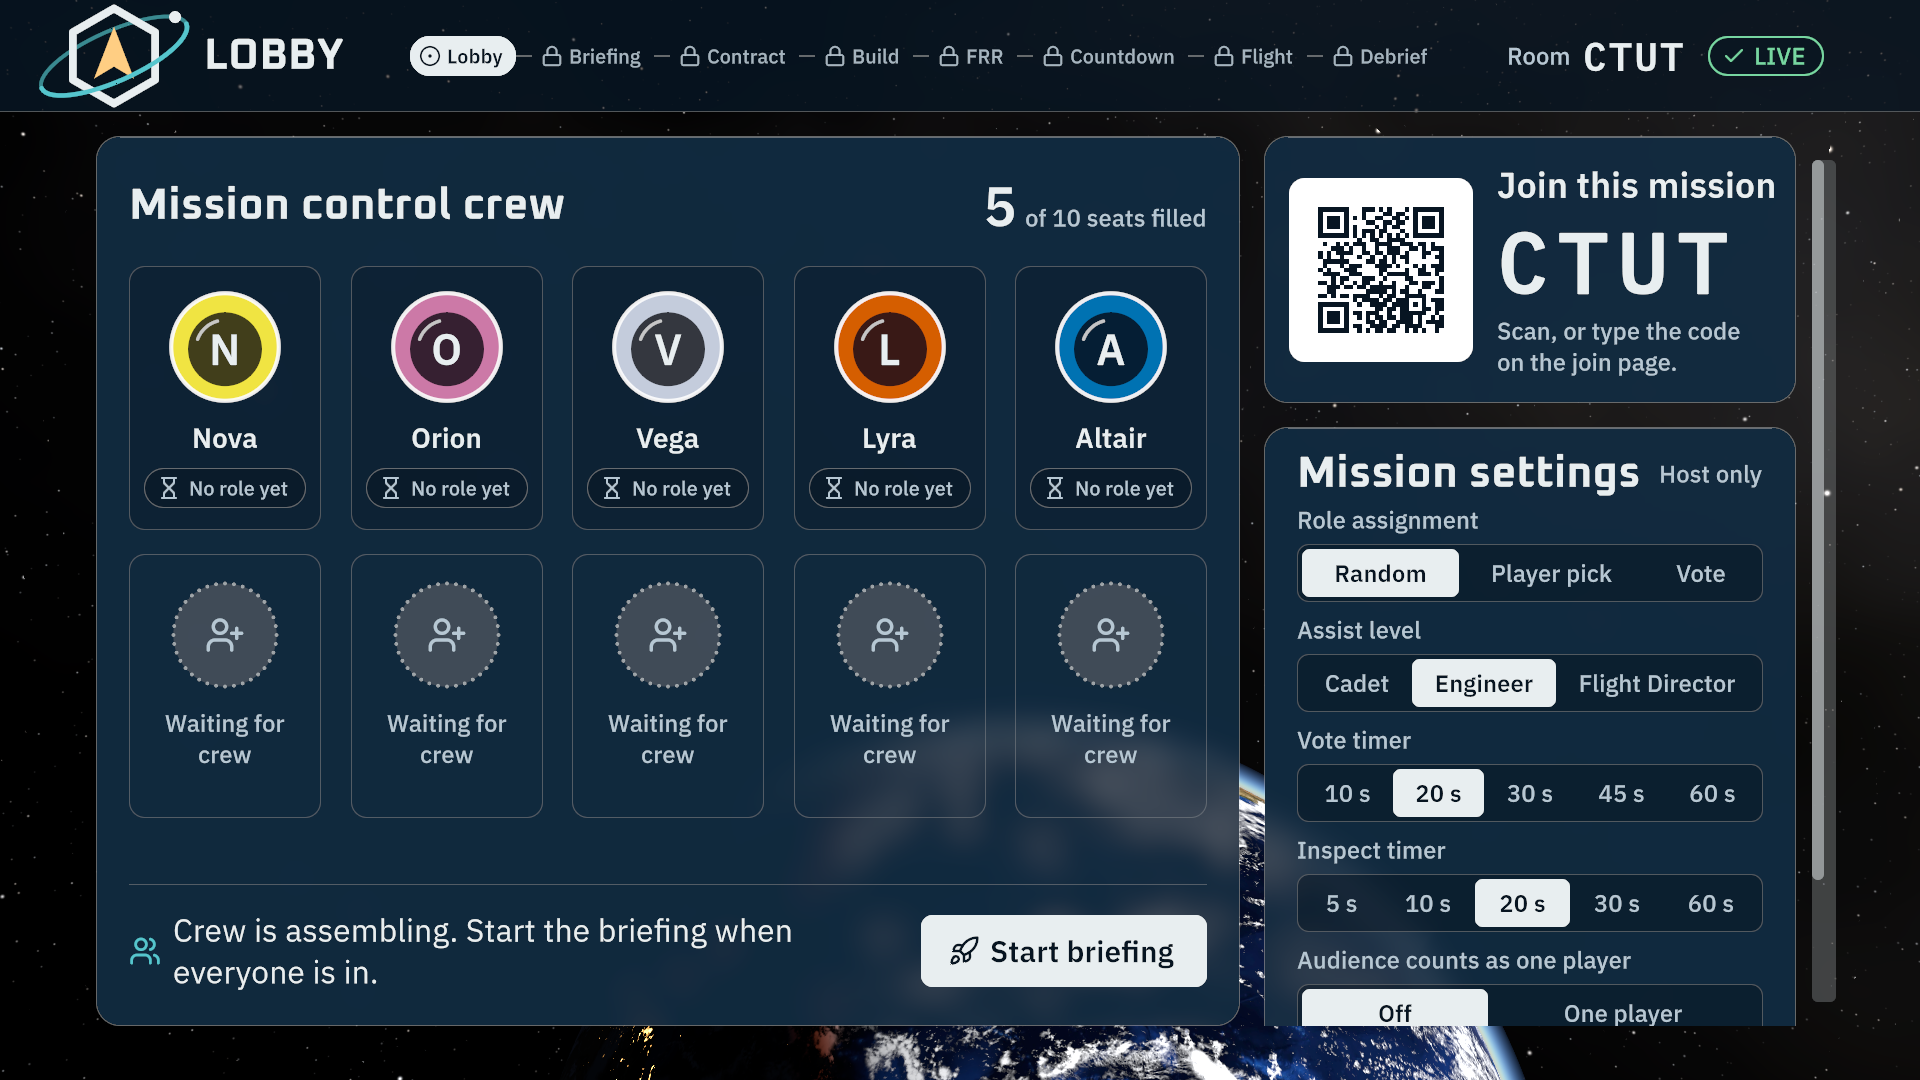 LOBBY
Lobby — Briefing — Contract — Build — FRR — Countdown — Flight — Debrief
Room CTUT LIVE
Mission control crew
5 of 10 seats filled
N O V L A
Nova Orion Vega Lyra Altair
No role yet No role yet No role yet No role yet No role yet
Waiting for Waiting for Waiting for Waiting for Waiting for
crew crew crew crew crew
Crew is assembling. Start the briefing when
everyone is in.
Start briefing
Join this mission
CTUT
Scan, or type the code
on the join page.
Mission settings Host only
Role assignment
Random Player pick Vote
Assist level
Cadet Engineer Flight Director
Vote timer
10 s 20 s 30 s 45 s 60 s
Inspect timer
5 s 10 s 20 s 30 s 60 s
Audience counts as one player
Off One player